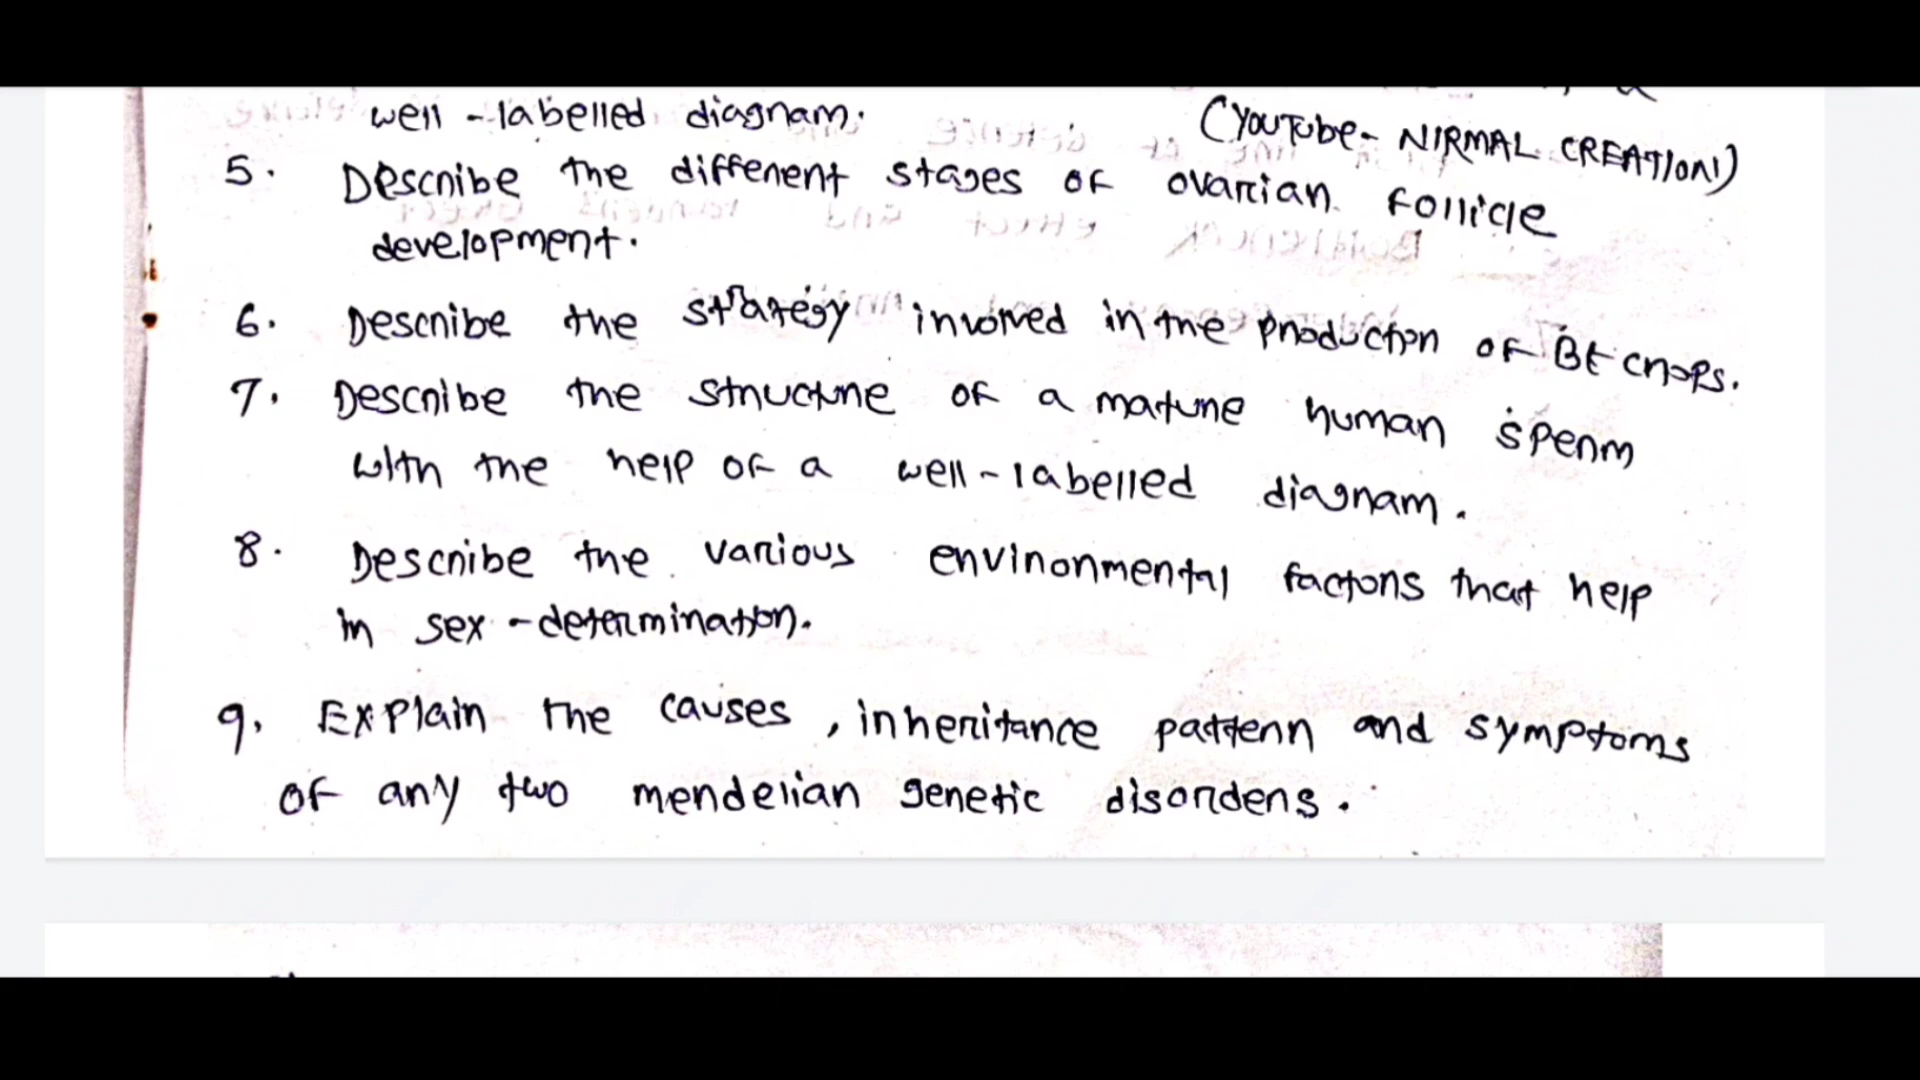 well - labelled diagram.
(YOUTUBE- NIRMAL CREATION)
5. Describe the different stages of ovarian follicle
development.
6. Describe the strategy involved in the production of Bt crops.
7. Describe the structure of a mature human sperm
with the help of a well-labelled diagram.
8. Describe the various environmental factors that help
in sex-determination.
9. Explain the causes, inheritance pattern and symptoms
of any two mendelian genetic disorders.